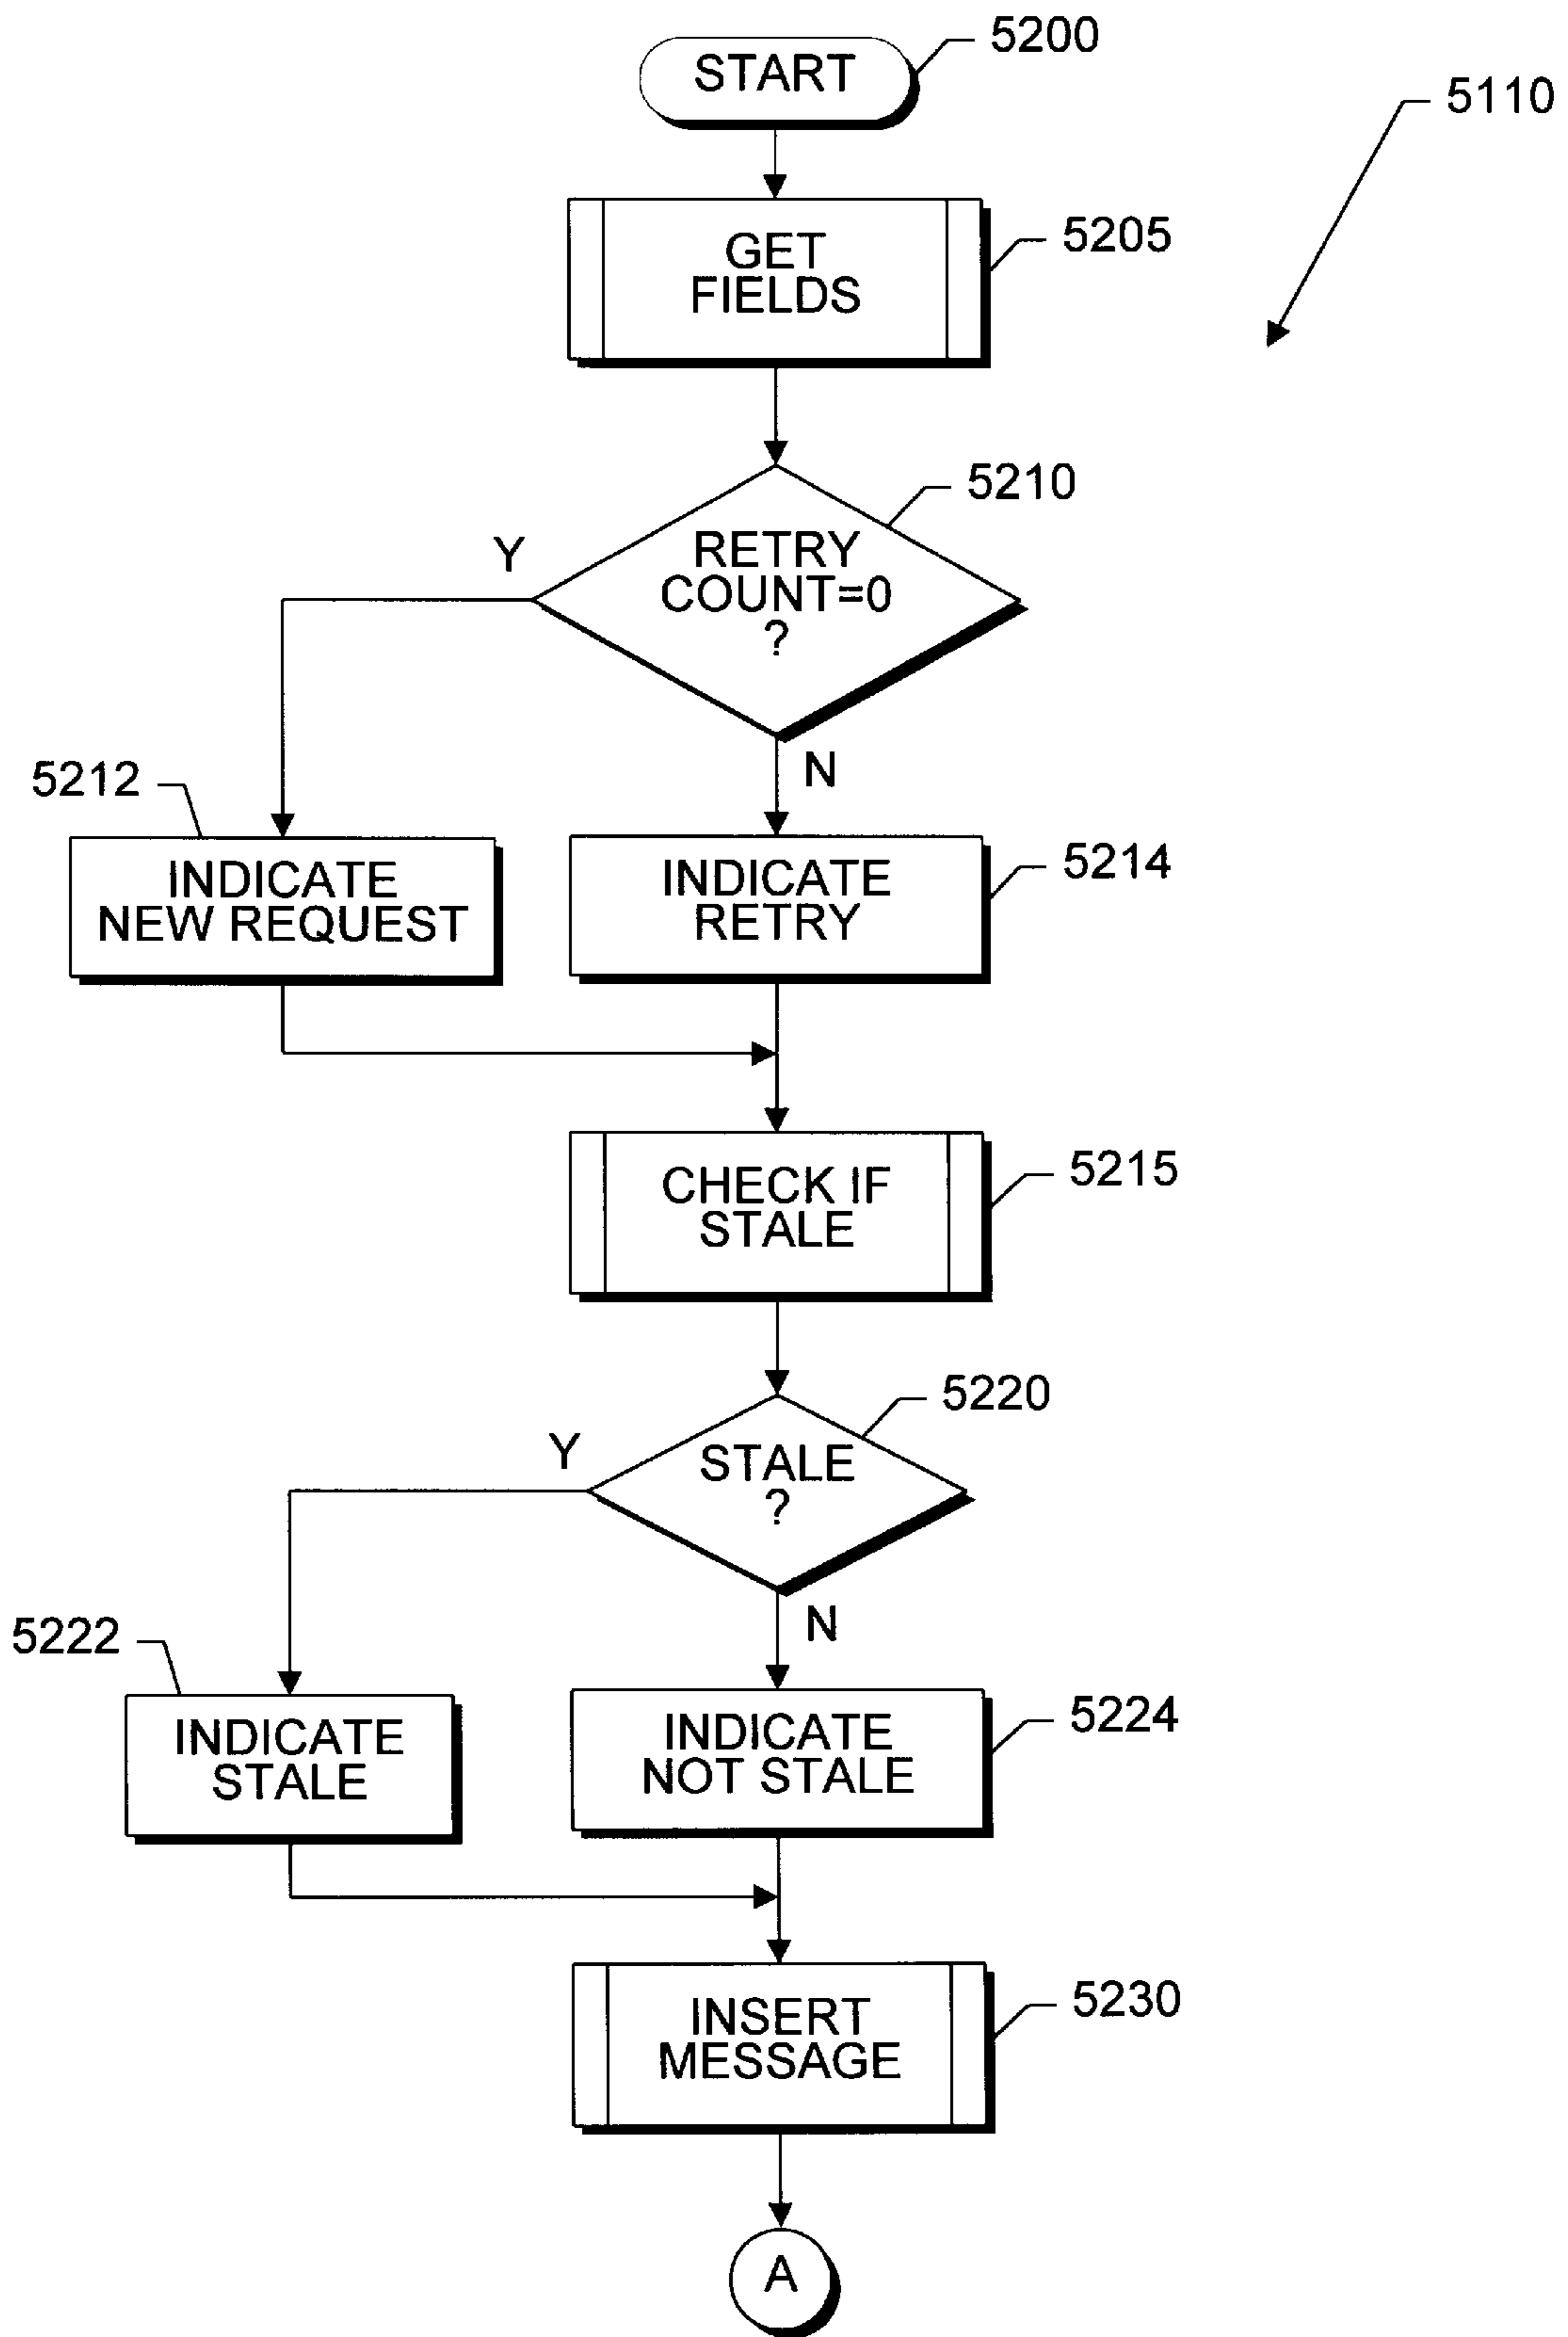 START
5200
5110
GET
FIELDS
5205
5210
RETRY
COUNT=0
?
Y
N
5212
INDICATE
NEW REQUEST
INDICATE
RETRY
5214
CHECK IF
STALE
5215
5220
STALE
?
Y
N
5222
INDICATE
STALE
INDICATE
NOT STALE
5224
INSERT
MESSAGE
5230
A